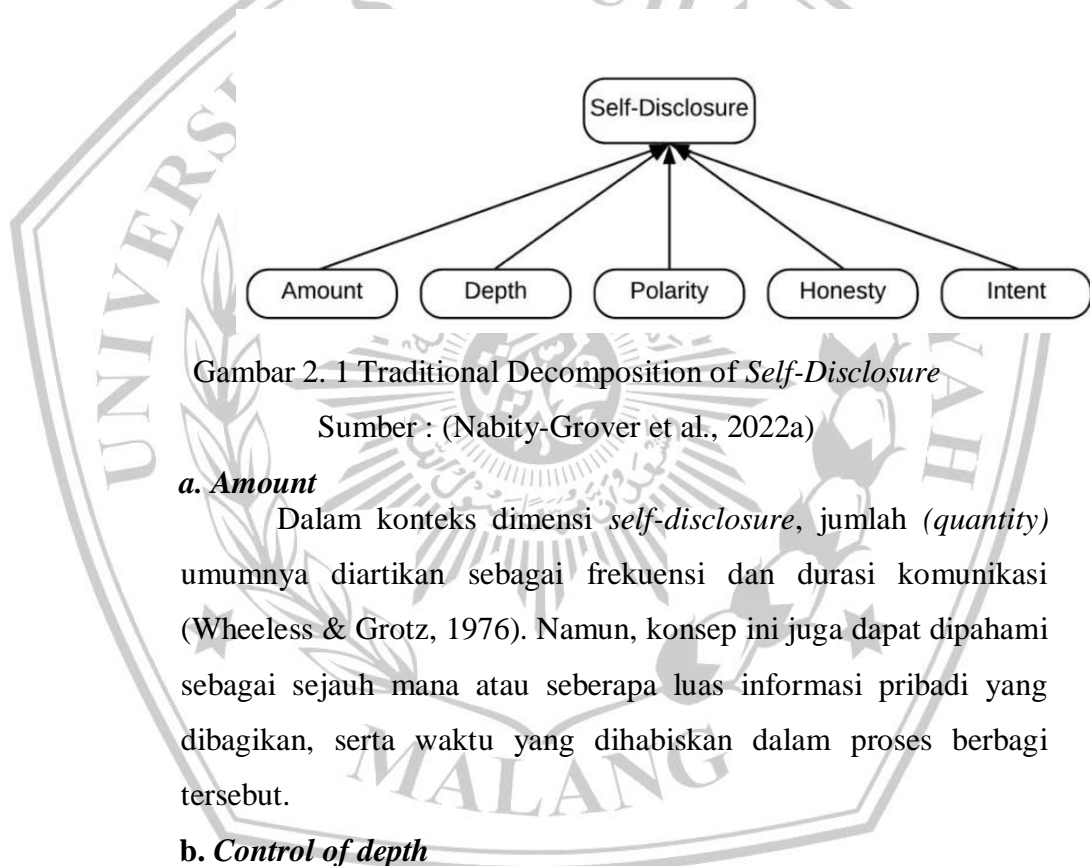 Self-Disclosure
Amount Depth Polarity Honesty Intent
Gambar 2. 1 Traditional Decomposition of Self-Disclosure
Sumber : (Nabity-Grover et al., 2022a)
a. Amount
Dalam konteks dimensi self-disclosure, jumlah (quantity)
umumnya diartikan sebagai frekuensi dan durasi komunikasi
(Wheeless & Grotz, 1976). Namun, konsep ini juga dapat dipahami
sebagai sejauh mana atau seberapa luas informasi pribadi yang
dibagikan, serta waktu yang dihabiskan dalam proses berbagi
tersebut.
b. Control of depth
MALANG